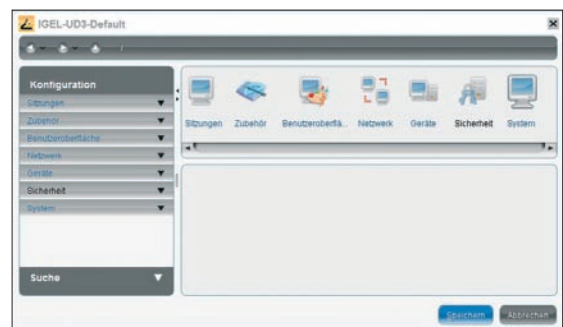 IGEL-UD3-Default
Konfiguration
Sitzungen
Zubehör
Benutzeroberfläche
Netzwerk
Geräte
Sicherheit
System
Suche
Sitzungen Zubehör Benutzeroberflä... Netzwerk Geräte Sicherheit System
Speichern Abbrechen